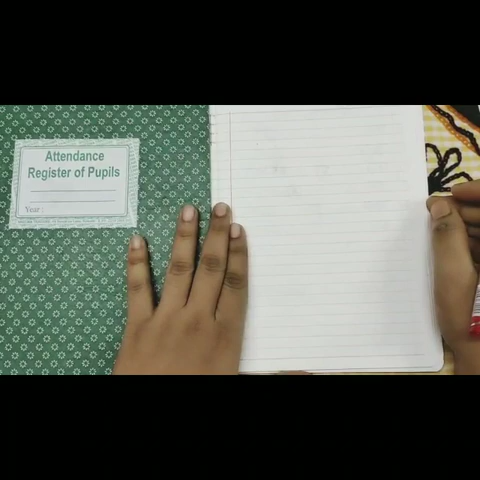 Attendance
Register of Pupils
Year :